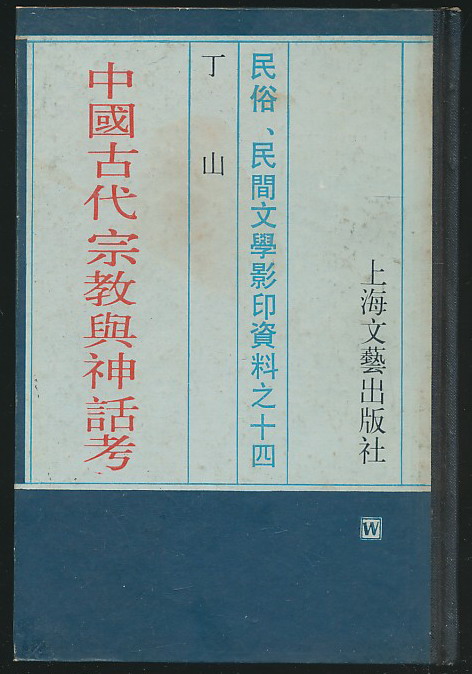 上海文藝出版社
民俗、民間文學影印資料之十四
丁山
中國古代宗教與神話考
W